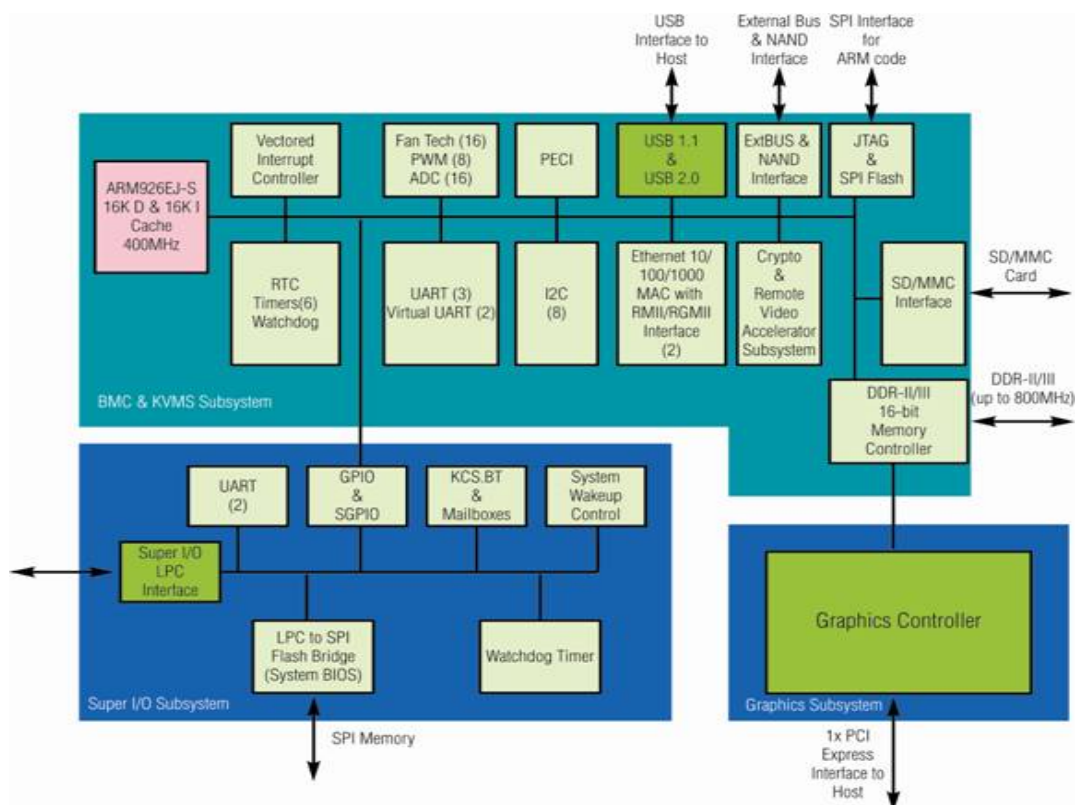 USB
Interface to
Host
External Bus
& NAND
Interface
SPI Interface
for
ARM code
Vectored
Interrupt
Controller
Fan Tech (16)
PWM (8)
ADC (16)
PECI
USB 1.1
&
USB 2.0
ExtBUS &
NAND
Interface
JTAG
&
SPI Flash
ARM926EJ-S
16K D & 16K I
Cache
400MHz
RTC
Timers(6)
Watchdog
UART (3)
Virtual UART (2)
I2C
(8)
Ethernet 10/
100/1000
MAC with
RMII/RGMII
Interface
(2)
Crypto
&
Remote
Video
Accelerator
Subsystem
SD/MMC
Interface
SD/MMC
Card
DDR-II/III
16-bit
Memory
Controller
DDR-II/III
(up to 800MHz)
BMC & KVMS Subsystem
UART
(2)
GPIO
&
SGPIO
KCS.BT
&
Mailboxes
System
Wakeup
Control
Super I/O
LPC
Interface
LPC to SPI
Flash Bridge
(System BIOS)
Watchdog Timer
Super I/O Subsystem
SPI Memory
Graphics Controller
Graphics Subsystem
1x PCI
Express
Interface to
Host